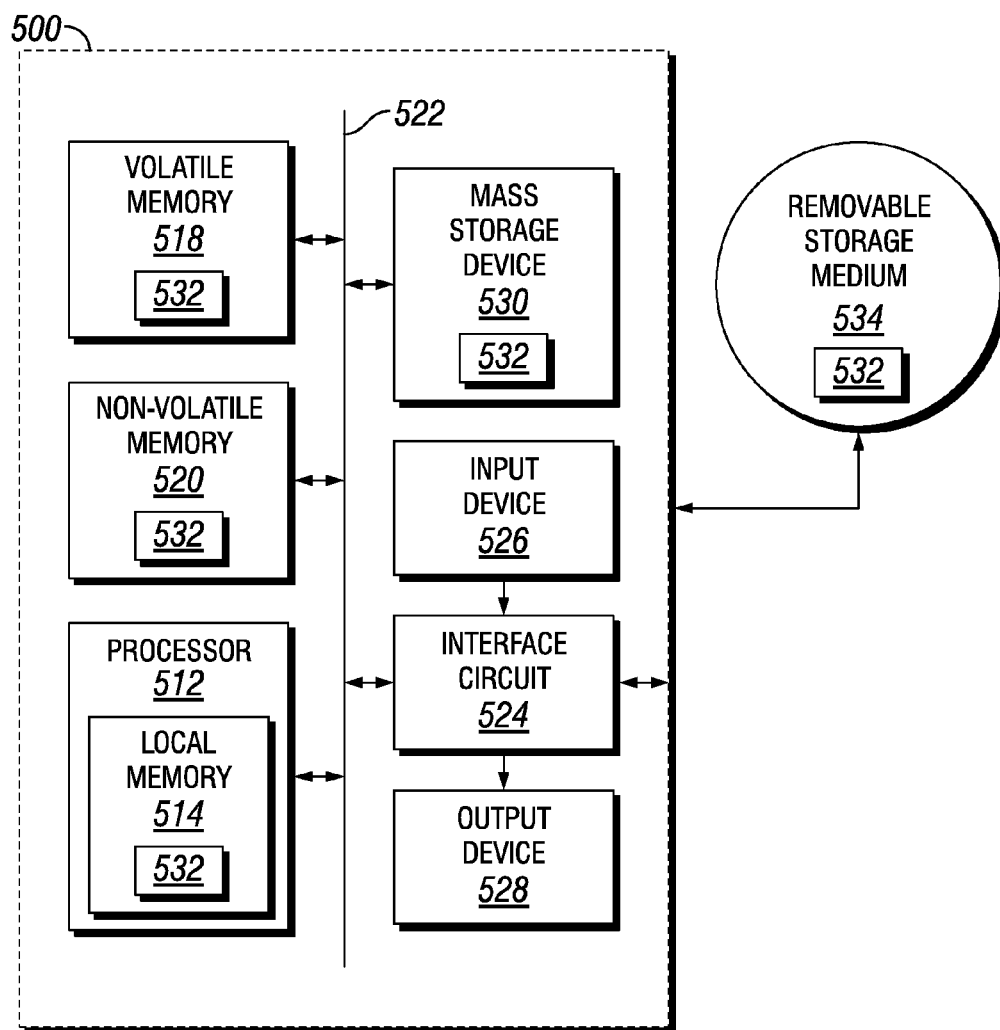 500
522
VOLATILE
MEMORY
518
532
NON-VOLATILE
MEMORY
520
532
PROCESSOR
512
LOCAL
MEMORY
514
532
MASS
STORAGE
DEVICE
530
532
INPUT
DEVICE
526
INTERFACE
CIRCUIT
524
OUTPUT
DEVICE
528
REMOVABLE
STORAGE
MEDIUM
534
532